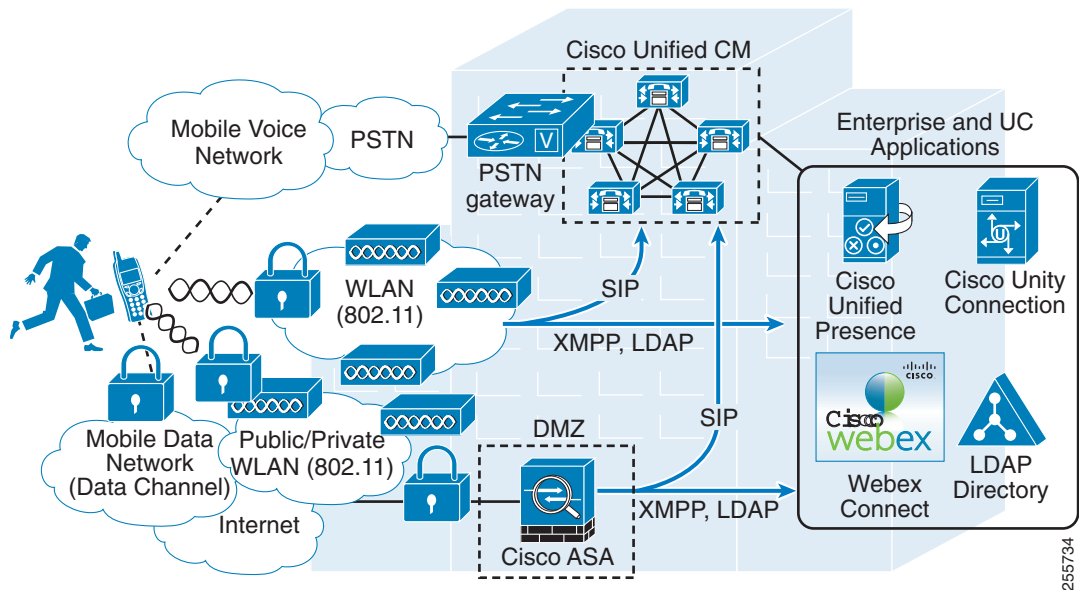 Cisco Unified CM
Mobile Voice
Network
PSTN
V
PSTN
gateway
Enterprise and UC
Applications
Cisco
Unified
Presence
U
Cisco Unity
Connection
WLAN
(802.11)
SIP
XMPP, LDAP
CISCO
Cisco
webex
Webex
Connect
LDAP
Directory
Mobile Data
Network
(Data Channel)
Public/Private
WLAN (802.11)
Internet
DMZ
Cisco ASA
SIP
XMPP, LDAP
255734